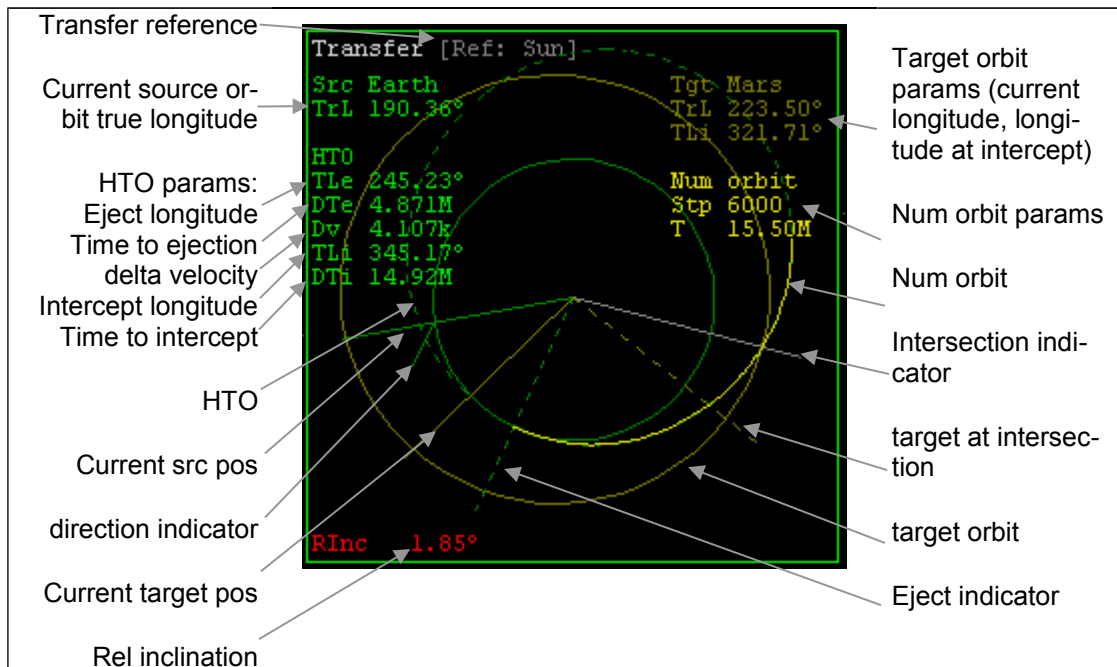 Transfer reference
Current source or-
bit true longitude
HTO params:
Eject longitude
Time to ejection
delta velocity
Intercept longitude
Time to intercept
HTO
Current src pos
direction indicator
Current target pos
Rel inclination
Transfer [Ref: Sun]
Src Earth
TrL 190.36°
HTO
TLe 245.23°
DTe 4.871M
Dv 4.107k
TLi 345.17°
DTi 14.92M
RInc 1.85°
Tgt Mars
TrL 223.50°
TLi 321.71°
Num orbit
Stp 6000
T 15.50M
Target orbit
params (current
longitude, longi-
tude at intercept)
Num orbit params
Num orbit
Intersection indi-
cator
target at intersec-
tion
target orbit
Eject indicator